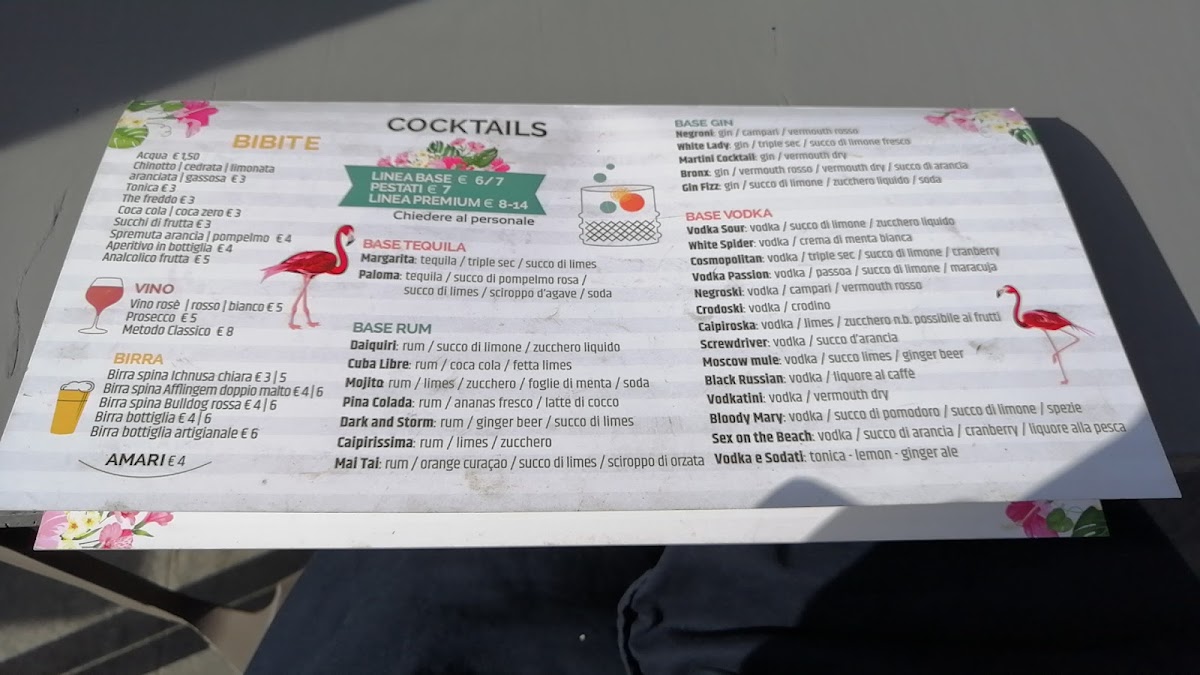 BIBITE
Acqua € 1,50
Chinotto | cedrata | limonata
aranciata | gassosa € 3
Tonica € 3
The freddo € 3
Coca cola | coca zero € 3
Succhi di frutta € 3
Spremuta arancia | pompelmo € 4
Aperitivo in bottiglia € 4
Analcolico frutta € 5
VINO
Vino rosè | rosso | bianco € 5
Prosecco € 5
Metodo Classico € 8
BIRRA
Birra spina Ichnusa chiara € 3 | 5
Birra spina Afflingem doppio malto € 4 | 6
Birra spina Bulldog rossa € 4 | 6
Birra bottiglia € 4 | 6
Birra bottiglia artigianale € 6
AMARI € 4
COCKTAILS
LINEA BASE € 6/7
PESTATI € 7
LINEA PREMIUM € 8-14
Chiedere al personale
BASE TEQUILA
Margarita: tequila / triple sec / succo di limes
Paloma: tequila / succo di pompelmo rosa /
succo di limes / sciroppo d'agave / soda
BASE RUM
Daiquiri: rum / succo di limone / zucchero liquido
Cuba Libre: rum / coca cola / fetta limes
Mojito: rum / limes / zucchero / foglie di menta / soda
Pina Colada: rum / ananas fresco / latte di cocco
Dark and Storm: rum / ginger beer / succo di limes
Caipirissima: rum / limes / zucchero
Mai Tai: rum / orange curaçao / succo di limes / sciroppo di orzata
BASE GIN
Negroni: gin / campari / vermouth rosso
White Lady: gin / triple sec / succo di limone fresco
Martini Cocktail: gin / vermouth dry
Bronx: gin / vermouth rosso / vermouth dry / succo di arancia
Gin Fizz: gin / succo di limone / zucchero liquido / soda
BASE VODKA
Vodka Sour: vodka / succo di limone / zucchero liquido
White Spider: vodka / crema di menta bianca
Cosmopolitan: vodka / triple sec / succo di limone / cranberry
Vodka Passion: vodka / passoa / succo di limone / maracuja
Negroski: vodka / campari / vermouth rosso
Crodoski: vodka / crodino
Caipiroska: vodka / limes / zucchero n.b. possibile ai frutti
Screwdriver: vodka / succo d'arancia
Moscow mule: vodka / succo limes / ginger beer
Black Russian: vodka / liquore al caffè
Vodkatini: vodka / vermouth dry
Bloody Mary: vodka / succo di pomodoro / succo di limone / spezie
Sex on the Beach: vodka / succo di arancia / cranberry / liquore alla pesca
Vodka e Sodati: tonica - lemon - ginger ale